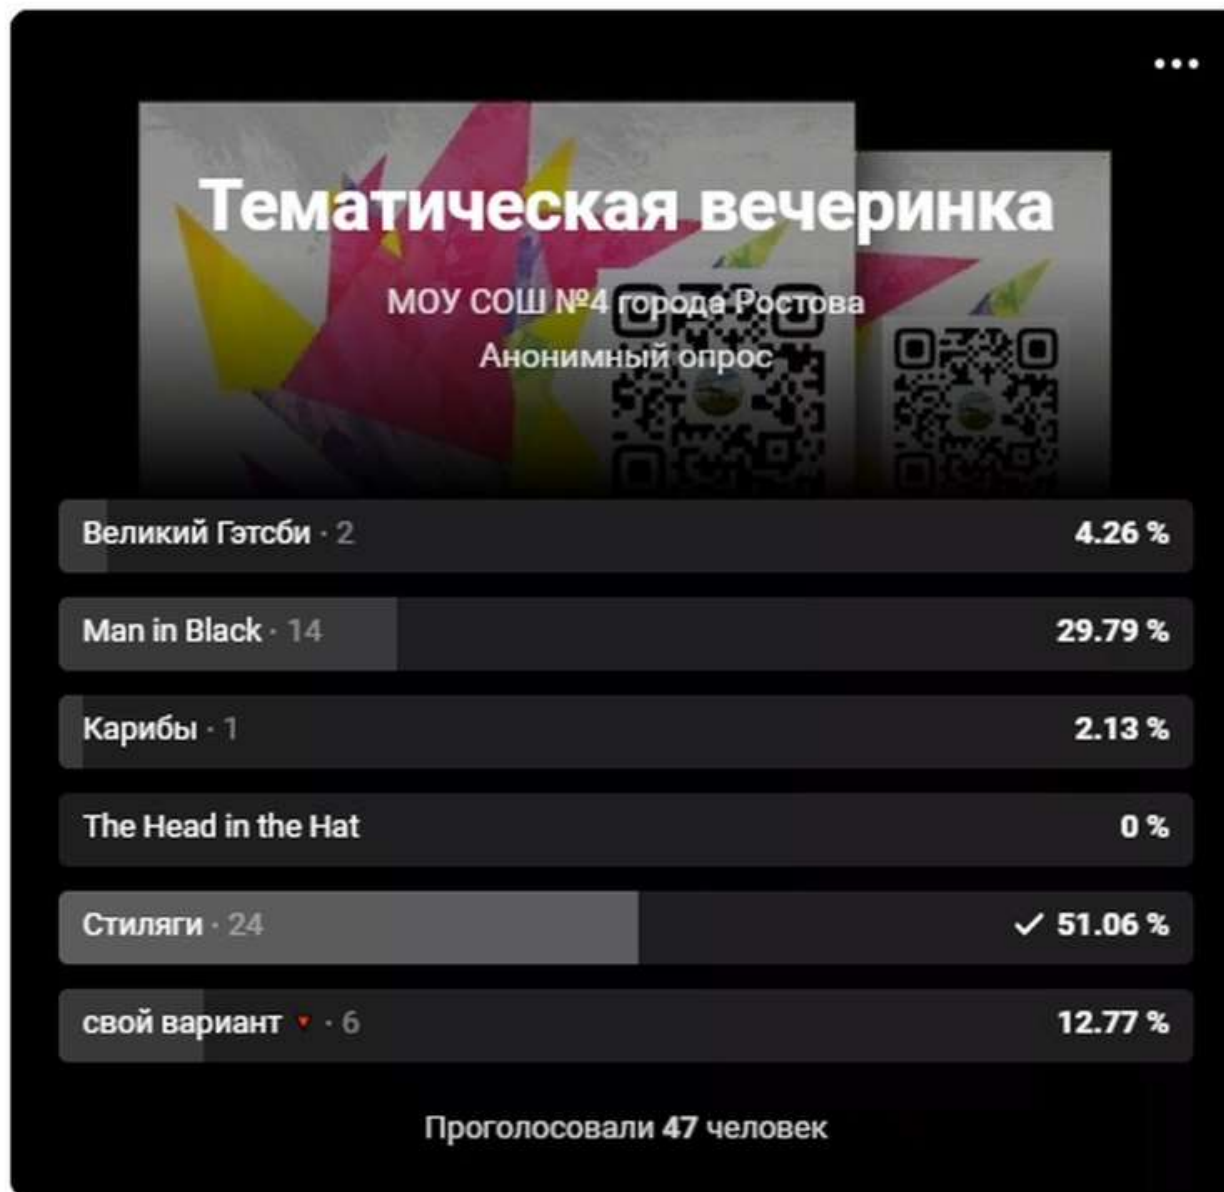 Тематическая вечеринка
МОУ СОШ №4 города Ростова
Анонимный опрос
Великий Гэтсби · 2 4.26 %
Man in Black · 14 29.79 %
Карибы · 1 2.13 %
The Head in the Hat 0 %
Стиляги · 24 51.06 %
свой вариант · 6 12.77 %
Проголосовали 47 человек